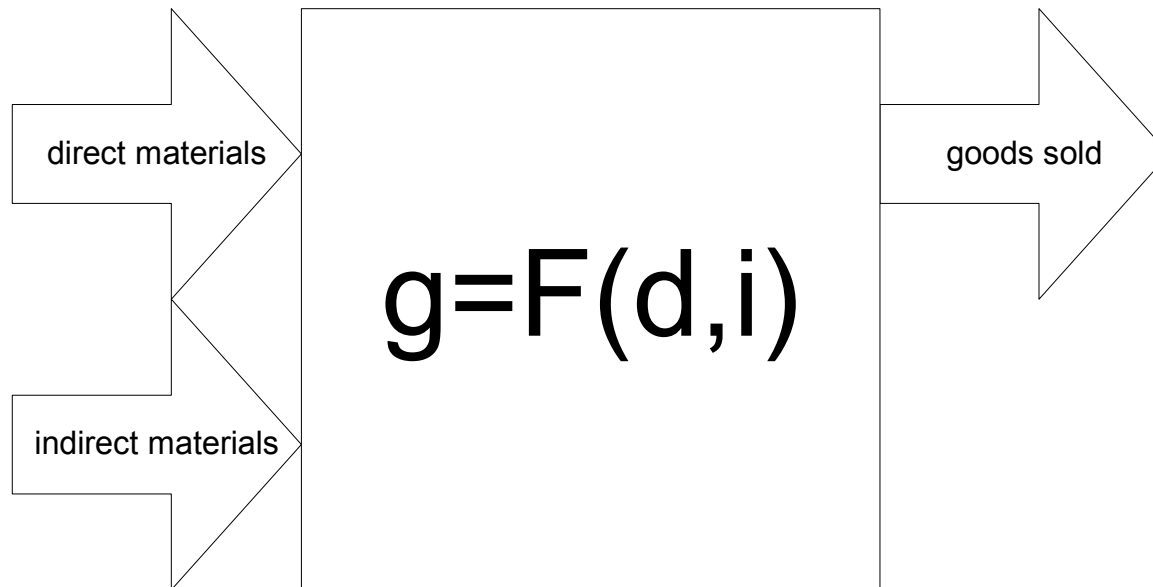 direct materials
goods sold
g=F(d,i)
indirect materials